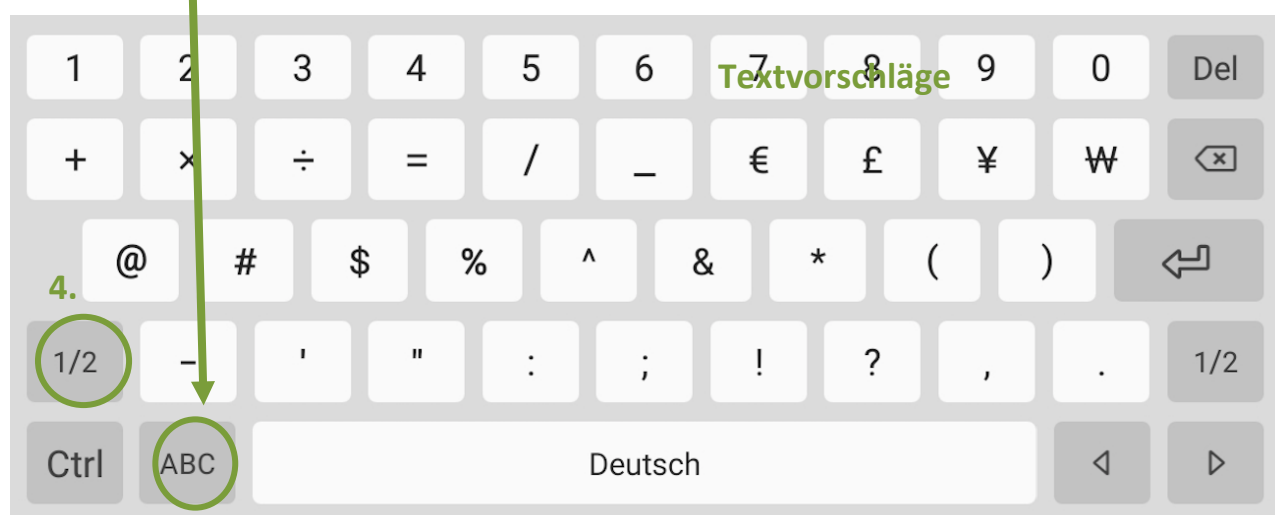 1 2 3 4 5 6 7 8 9 0 Del
Textvorschläge
+ × ÷ = / _ € £ ¥ ₩
@ # $ % ^ & * ( )
4.
1/2 - ' " : ; ! ? , . 1/2
Ctrl ABC Deutsch